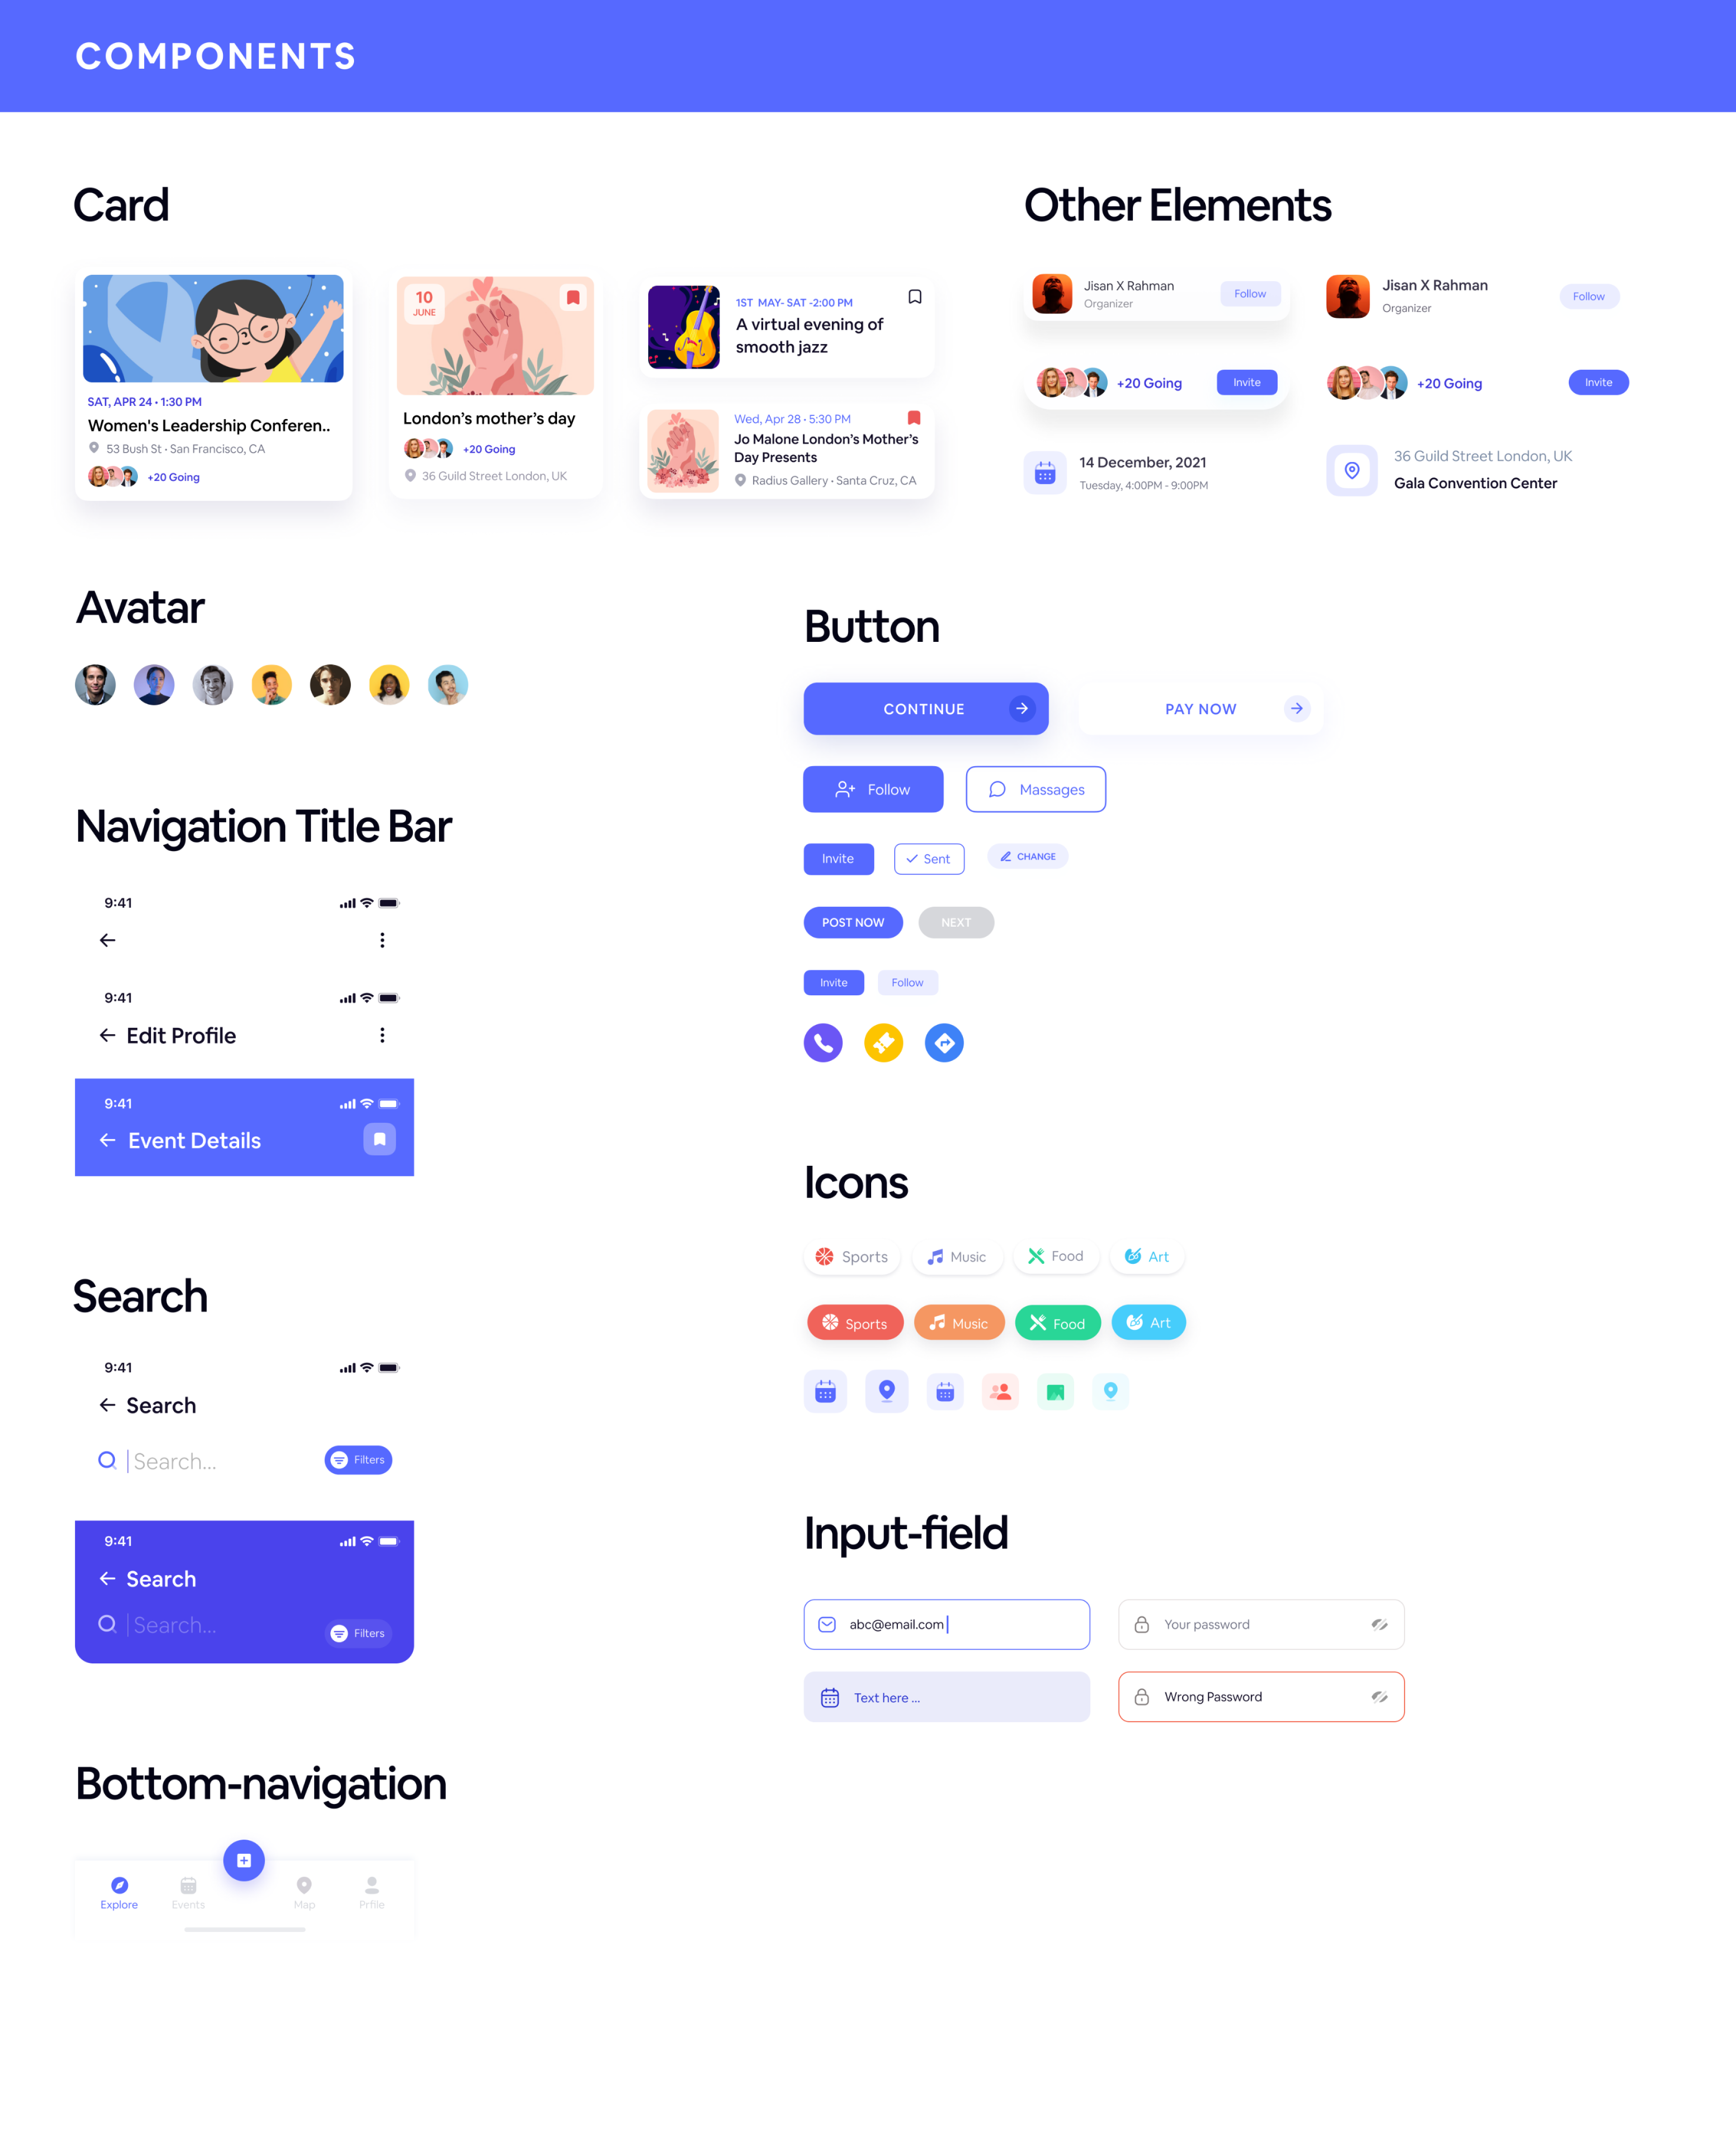 COMPONENTS
Card
SAT, APR 24 • 1:30 PM
Women's Leadership Conferen..
53 Bush St • San Francisco, CA
+20 Going
10
JUNE
London’s mother’s day
+20 Going
36 Guild Street London, UK
1ST MAY- SAT -2:00 PM
A virtual evening of
smooth jazz
Wed, Apr 28 • 5:30 PM
Jo Malone London’s Mother’s
Day Presents
Radius Gallery • Santa Cruz, CA
Other Elements
Jisan X Rahman
Organizer
Follow
Jisan X Rahman
Organizer
Follow
+20 Going
Invite
+20 Going
Invite
14 December, 2021
Tuesday, 4:00PM - 9:00PM
36 Guild Street London, UK
Gala Convention Center
Avatar
Navigation Title Bar
9:41
9:41
Edit Profile
9:41
Event Details
Search
9:41
Search
Search...
Filters
9:41
Search
Search...
Filters
Bottom-navigation
Explore
Events
Map
Prfile
Button
CONTINUE
PAY NOW
Follow
Massages
Invite
Sent
CHANGE
POST NOW
NEXT
Invite
Follow
Icons
Sports
Music
Food
Art
Sports
Music
Food
Art
Input-field
abc@email.com
Your password
Text here ...
Wrong Password